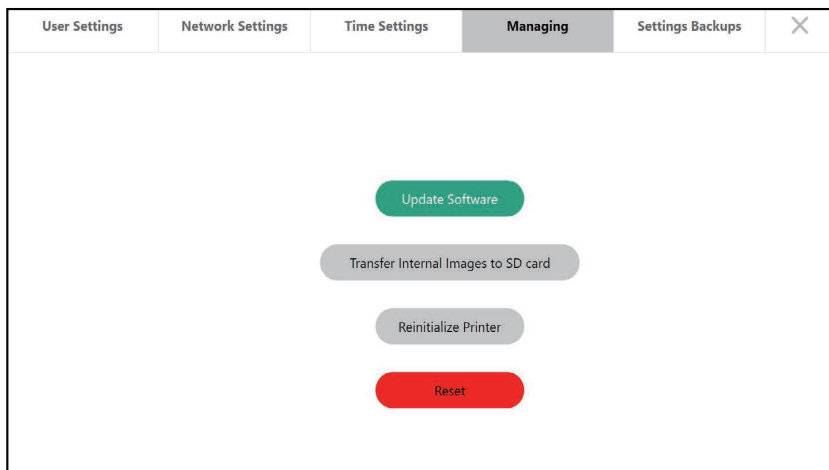 User Settings Network Settings Time Settings Managing Settings Backups
Update Software
Transfer Internal Images to SD card
Reinitialize Printer
Reset